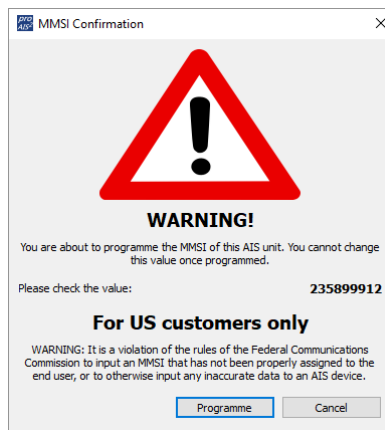 pro
AIS2
MMSI Confirmation
WARNING!
You are about to programme the MMSI of this AIS unit. You cannot change
this value once programmed.
Please check the value:
235899912
For US customers only
WARNING: It is a violation of the rules of the Federal Communications
Commission to input an MMSI that has not been properly assigned to the
end user, or to otherwise input any inaccurate data to an AIS device.
Programme
Cancel